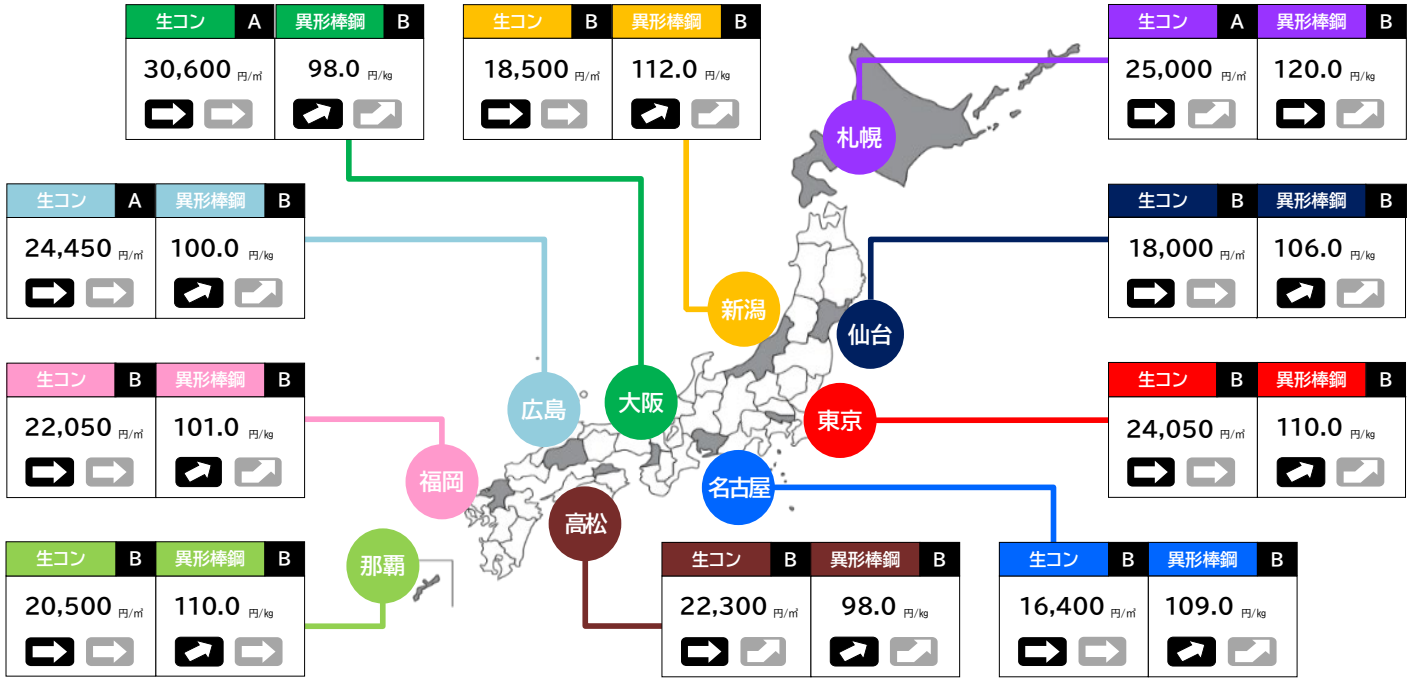 生コン A 異形棒鋼 B
30,600 円/㎥ 98.0 円/kg
生コン B 異形棒鋼 B
18,500 円/㎥ 112.0 円/kg
生コン A 異形棒鋼 B
25,000 円/㎥ 120.0 円/kg
札幌
生コン A 異形棒鋼 B
24,450 円/㎥ 100.0 円/kg
生コン B 異形棒鋼 B
18,000 円/㎥ 106.0 円/kg
新潟
仙台
広島
大阪
東京
生コン B 異形棒鋼 B
22,050 円/㎥ 101.0 円/kg
生コン B 異形棒鋼 B
24,050 円/㎥ 110.0 円/kg
福岡
名古屋
高松
那覇
生コン B 異形棒鋼 B
20,500 円/㎥ 110.0 円/kg
生コン B 異形棒鋼 B
22,300 円/㎥ 98.0 円/kg
生コン B 異形棒鋼 B
16,400 円/㎥ 109.0 円/kg